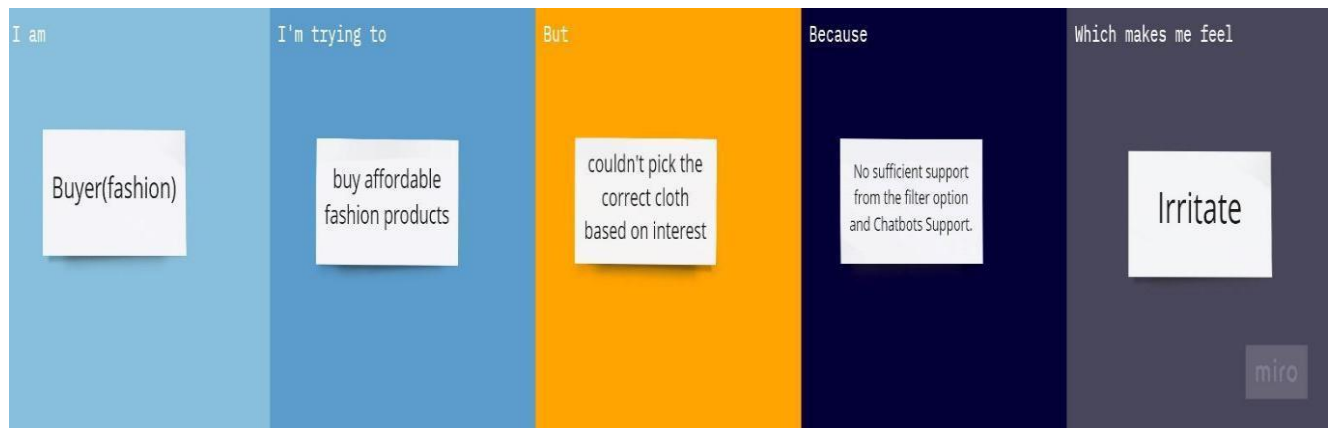 I am
I'm trying to
But
Because
Which makes me feel
Buyer(fashion)
buy affordable
fashion products
couldn't pick the
correct cloth
based on interest
No sufficient support
from the filter option
and Chatbots Support.
Irritate
miro